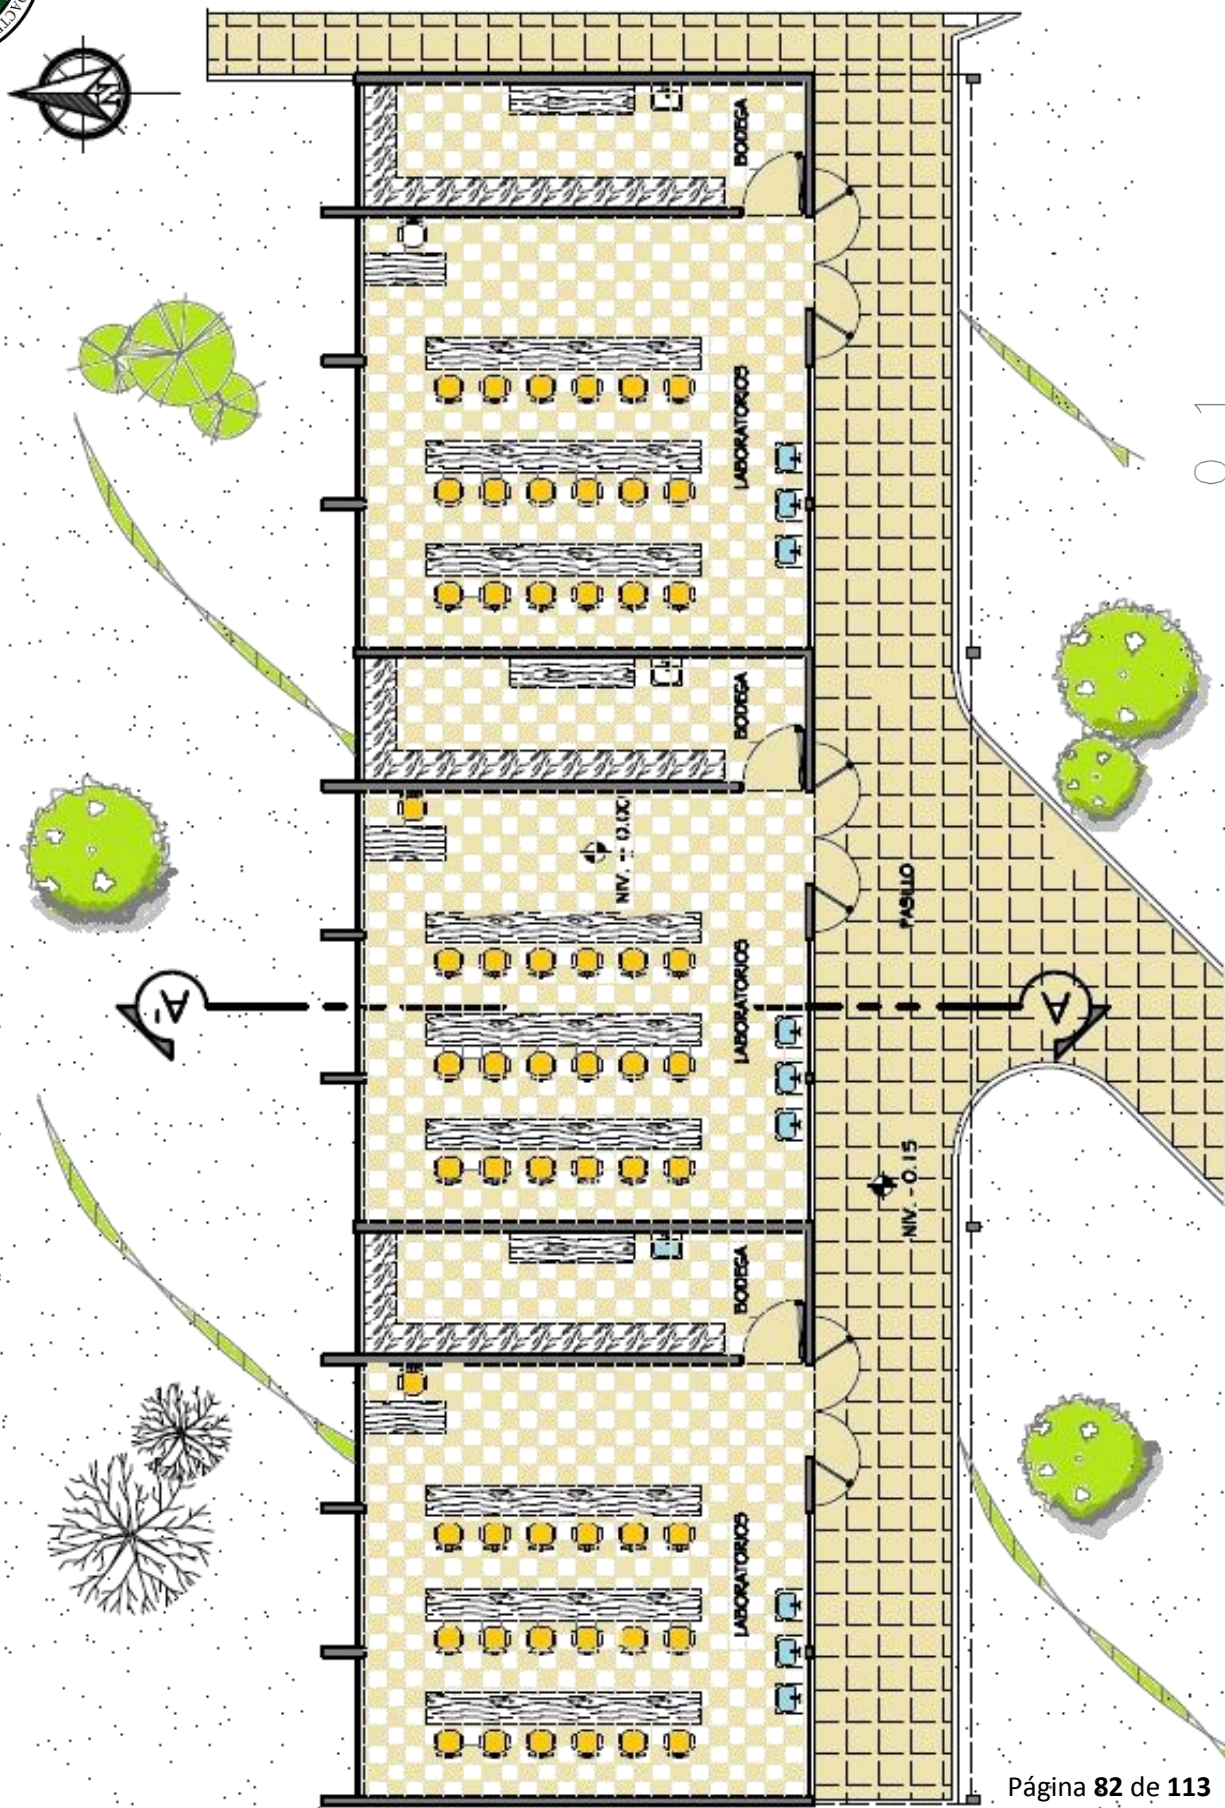 N
BODEGA
LABORATORIOS
BODEGA
NIV. +- 0.00
PASILLO
LABORATORIOS
A'
A
NIV. - 0.15
BODEGA
LABORATORIOS
Página 82 de 113